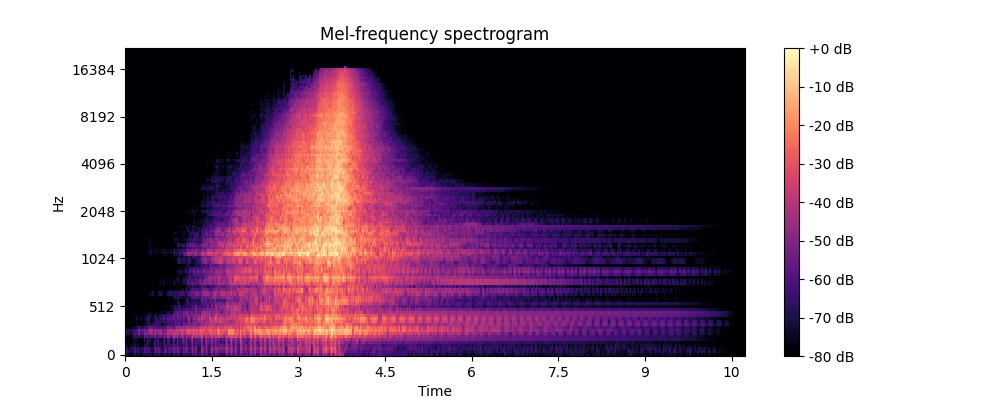 Mel-frequency spectrogram
Hz
16384
8192
4096
2048
1024
512
0
0 1.5 3 4.5 6 7.5 9 10
Time
+0 dB
-10 dB
-20 dB
-30 dB
-40 dB
-50 dB
-60 dB
-70 dB
-80 dB